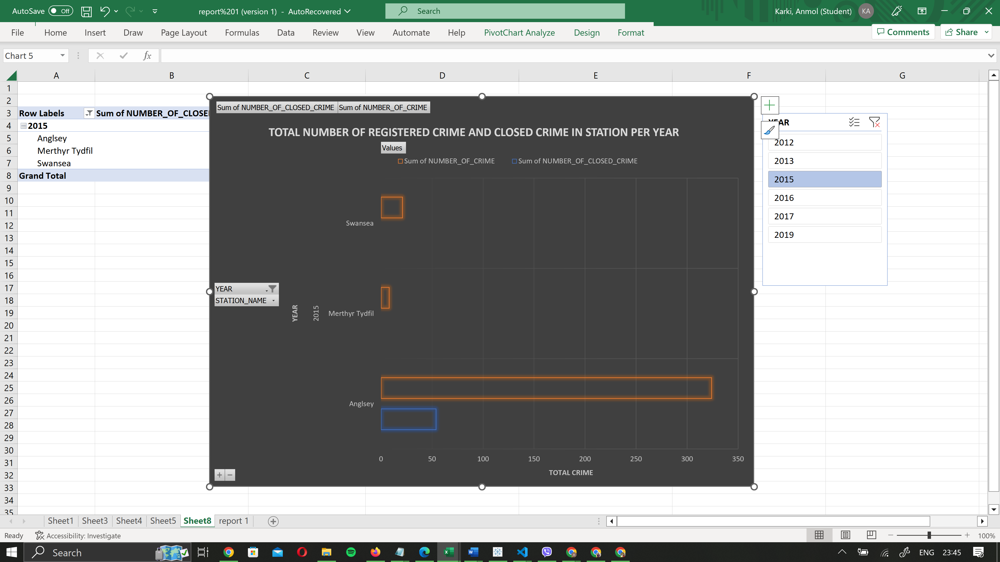 AutoSave Off report%201 (version 1) - AutoRecovered Search Karki, Anmol (Student) KA
File Home Insert Draw Page Layout Formulas Data Review View Automate Help PivotChart Analyze Design Format Comments Share
Chart 5 fx
A B C D E F G
1
2
3 Row Labels Sum of NUMBER_OF_CLOSE
4 2015
5 Anglsey
6 Merthyr Tydfil
7 Swansea
8 Grand Total
9
10
11
12
13
14
15
16
17
18
19
20
21
22
23
24
25
26
27
28
29
30
31
32
33
34
35
Sum of NUMBER_OF_CLOSED_CRIME Sum of NUMBER_OF_CRIME
TOTAL NUMBER OF REGISTERED CRIME AND CLOSED CRIME IN STATION PER YEAR
Values
Sum of NUMBER_OF_CRIME Sum of NUMBER_OF_CLOSED_CRIME
Swansea
YEAR
STATION_NAME
YEAR
2015
Merthyr Tydfil
Anglsey
0 50 100 150 200 250 300 350
TOTAL CRIME
+ −
YEAR
2012
2013
2015
2016
2017
2019
Sheet1 Sheet3 Sheet4 Sheet5 Sheet8 report 1
Ready Accessibility: Investigate 100%
Search ENG 23:45